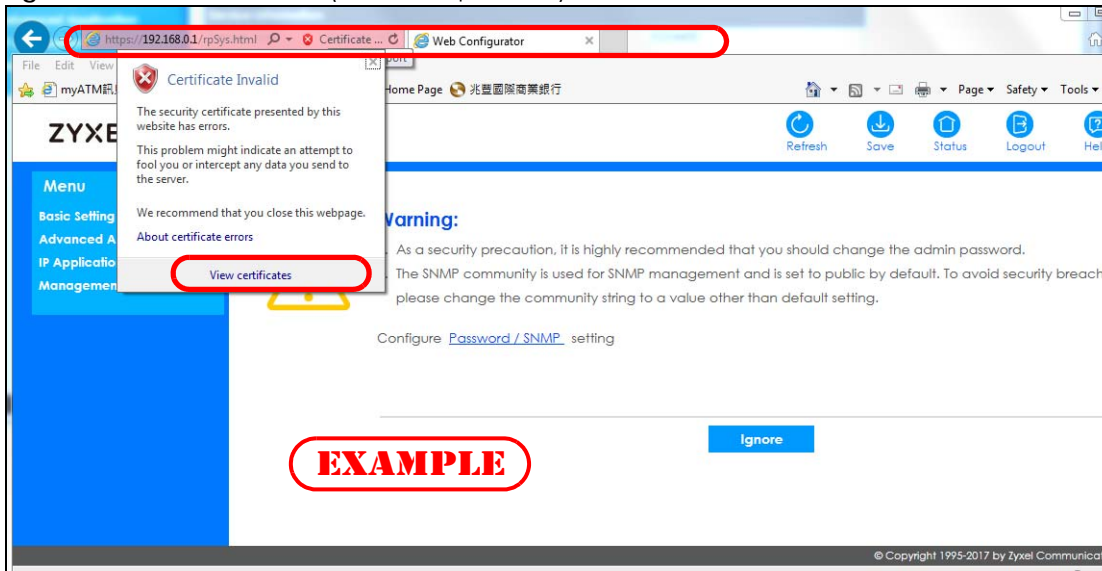 https://192.168.0.1/rpSys.html Certificate ... Web Configurator
File Edit View
myATM Home Page 兆豐國際商業銀行 Page Safety Tools
Certificate Invalid
The security certificate presented by this
website has errors.
This problem might indicate an attempt to
fool you or intercept any data you send to
the server.
We recommend that you close this webpage.
About certificate errors
View certificates
ZYXE
Refresh Save Status Logout Hel
Menu
Basic Setting
Advanced A
IP Applicatio
Managemen
Warning:
As a security precaution, it is highly recommended that you should change the admin password.
The SNMP community is used for SNMP management and is set to public by default. To avoid security breach
please change the community string to a value other than default setting.
Configure Password / SNMP setting
Ignore
EXAMPLE
© Copyright 1995-2017 by Zyxel Communicat